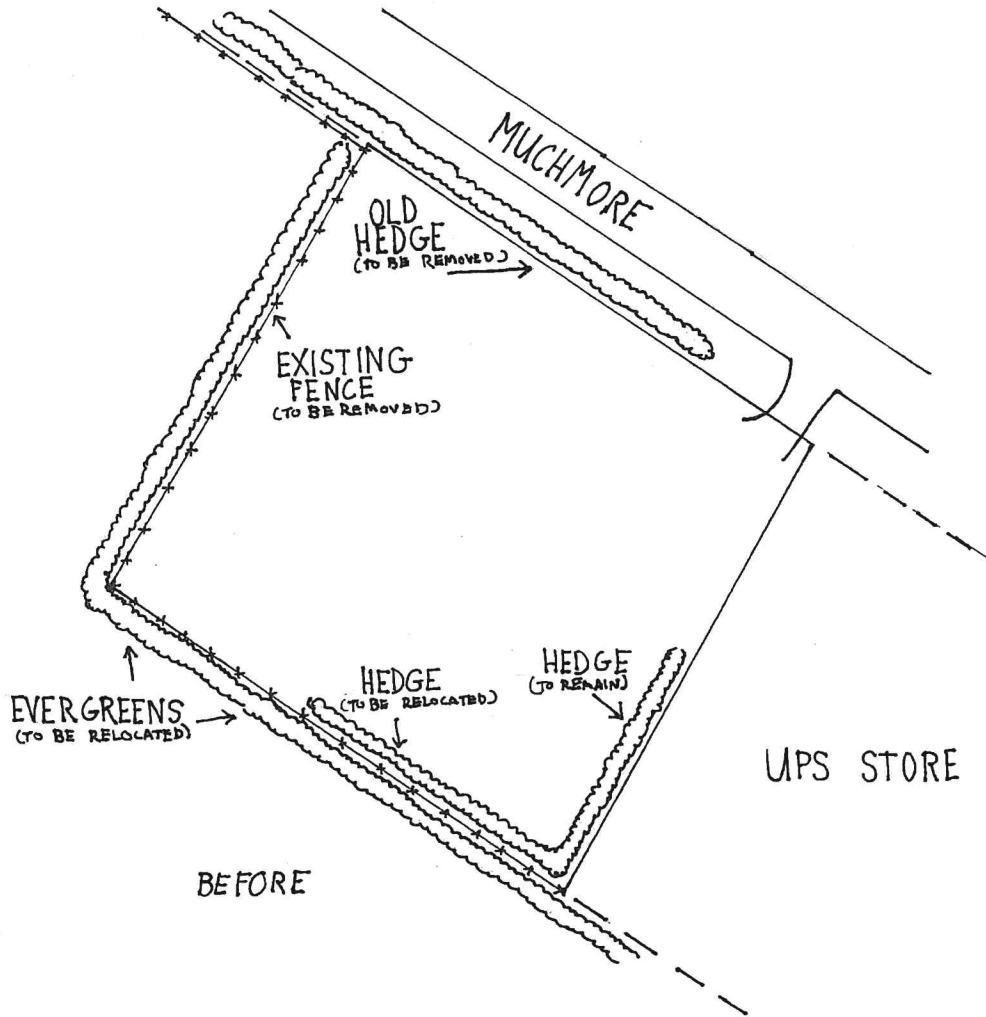 MUCHMORE
OLD
HEDGE
(TO BE REMOVED)
EXISTING
FENCE
(TO BE REMOVED)
HEDGE
(TO BE RELOCATED)
HEDGE
(TO REMAIN)
EVERGREENS
(TO BE RELOCATED)
UPS STORE
BEFORE